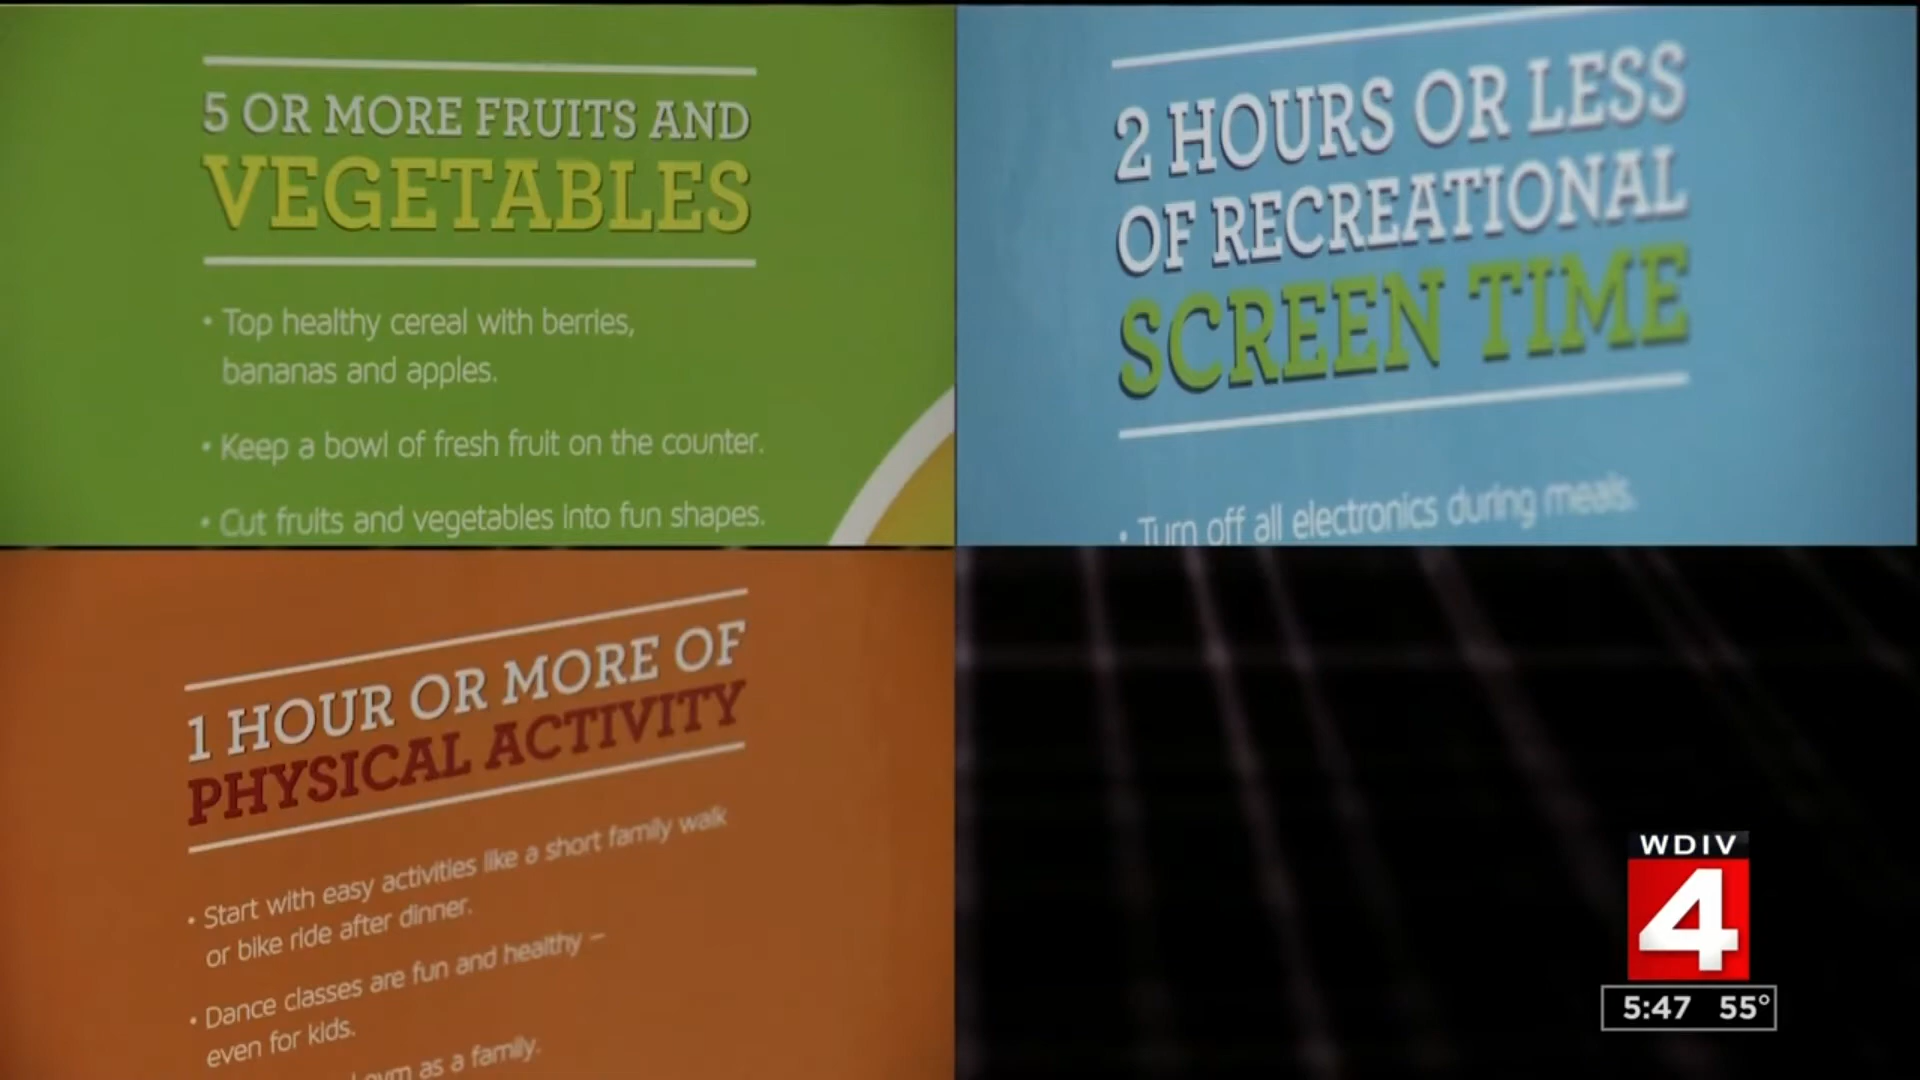 5 OR MORE FRUITS AND
VEGETABLES
• Top healthy cereal with berries,
bananas and apples.
• Keep a bowl of fresh fruit on the counter.
• Cut fruits and vegetables into fun shapes.
2 HOURS OR LESS
OF RECREATIONAL
SCREEN TIME
• Turn off all electronics during meals.
1 HOUR OR MORE OF
PHYSICAL ACTIVITY
• Start with easy activities like a short family walk
or bike ride after dinner.
• Dance classes are fun and healthy –
even for kids.
gym as a family.
WDIV
4
5:47 55°